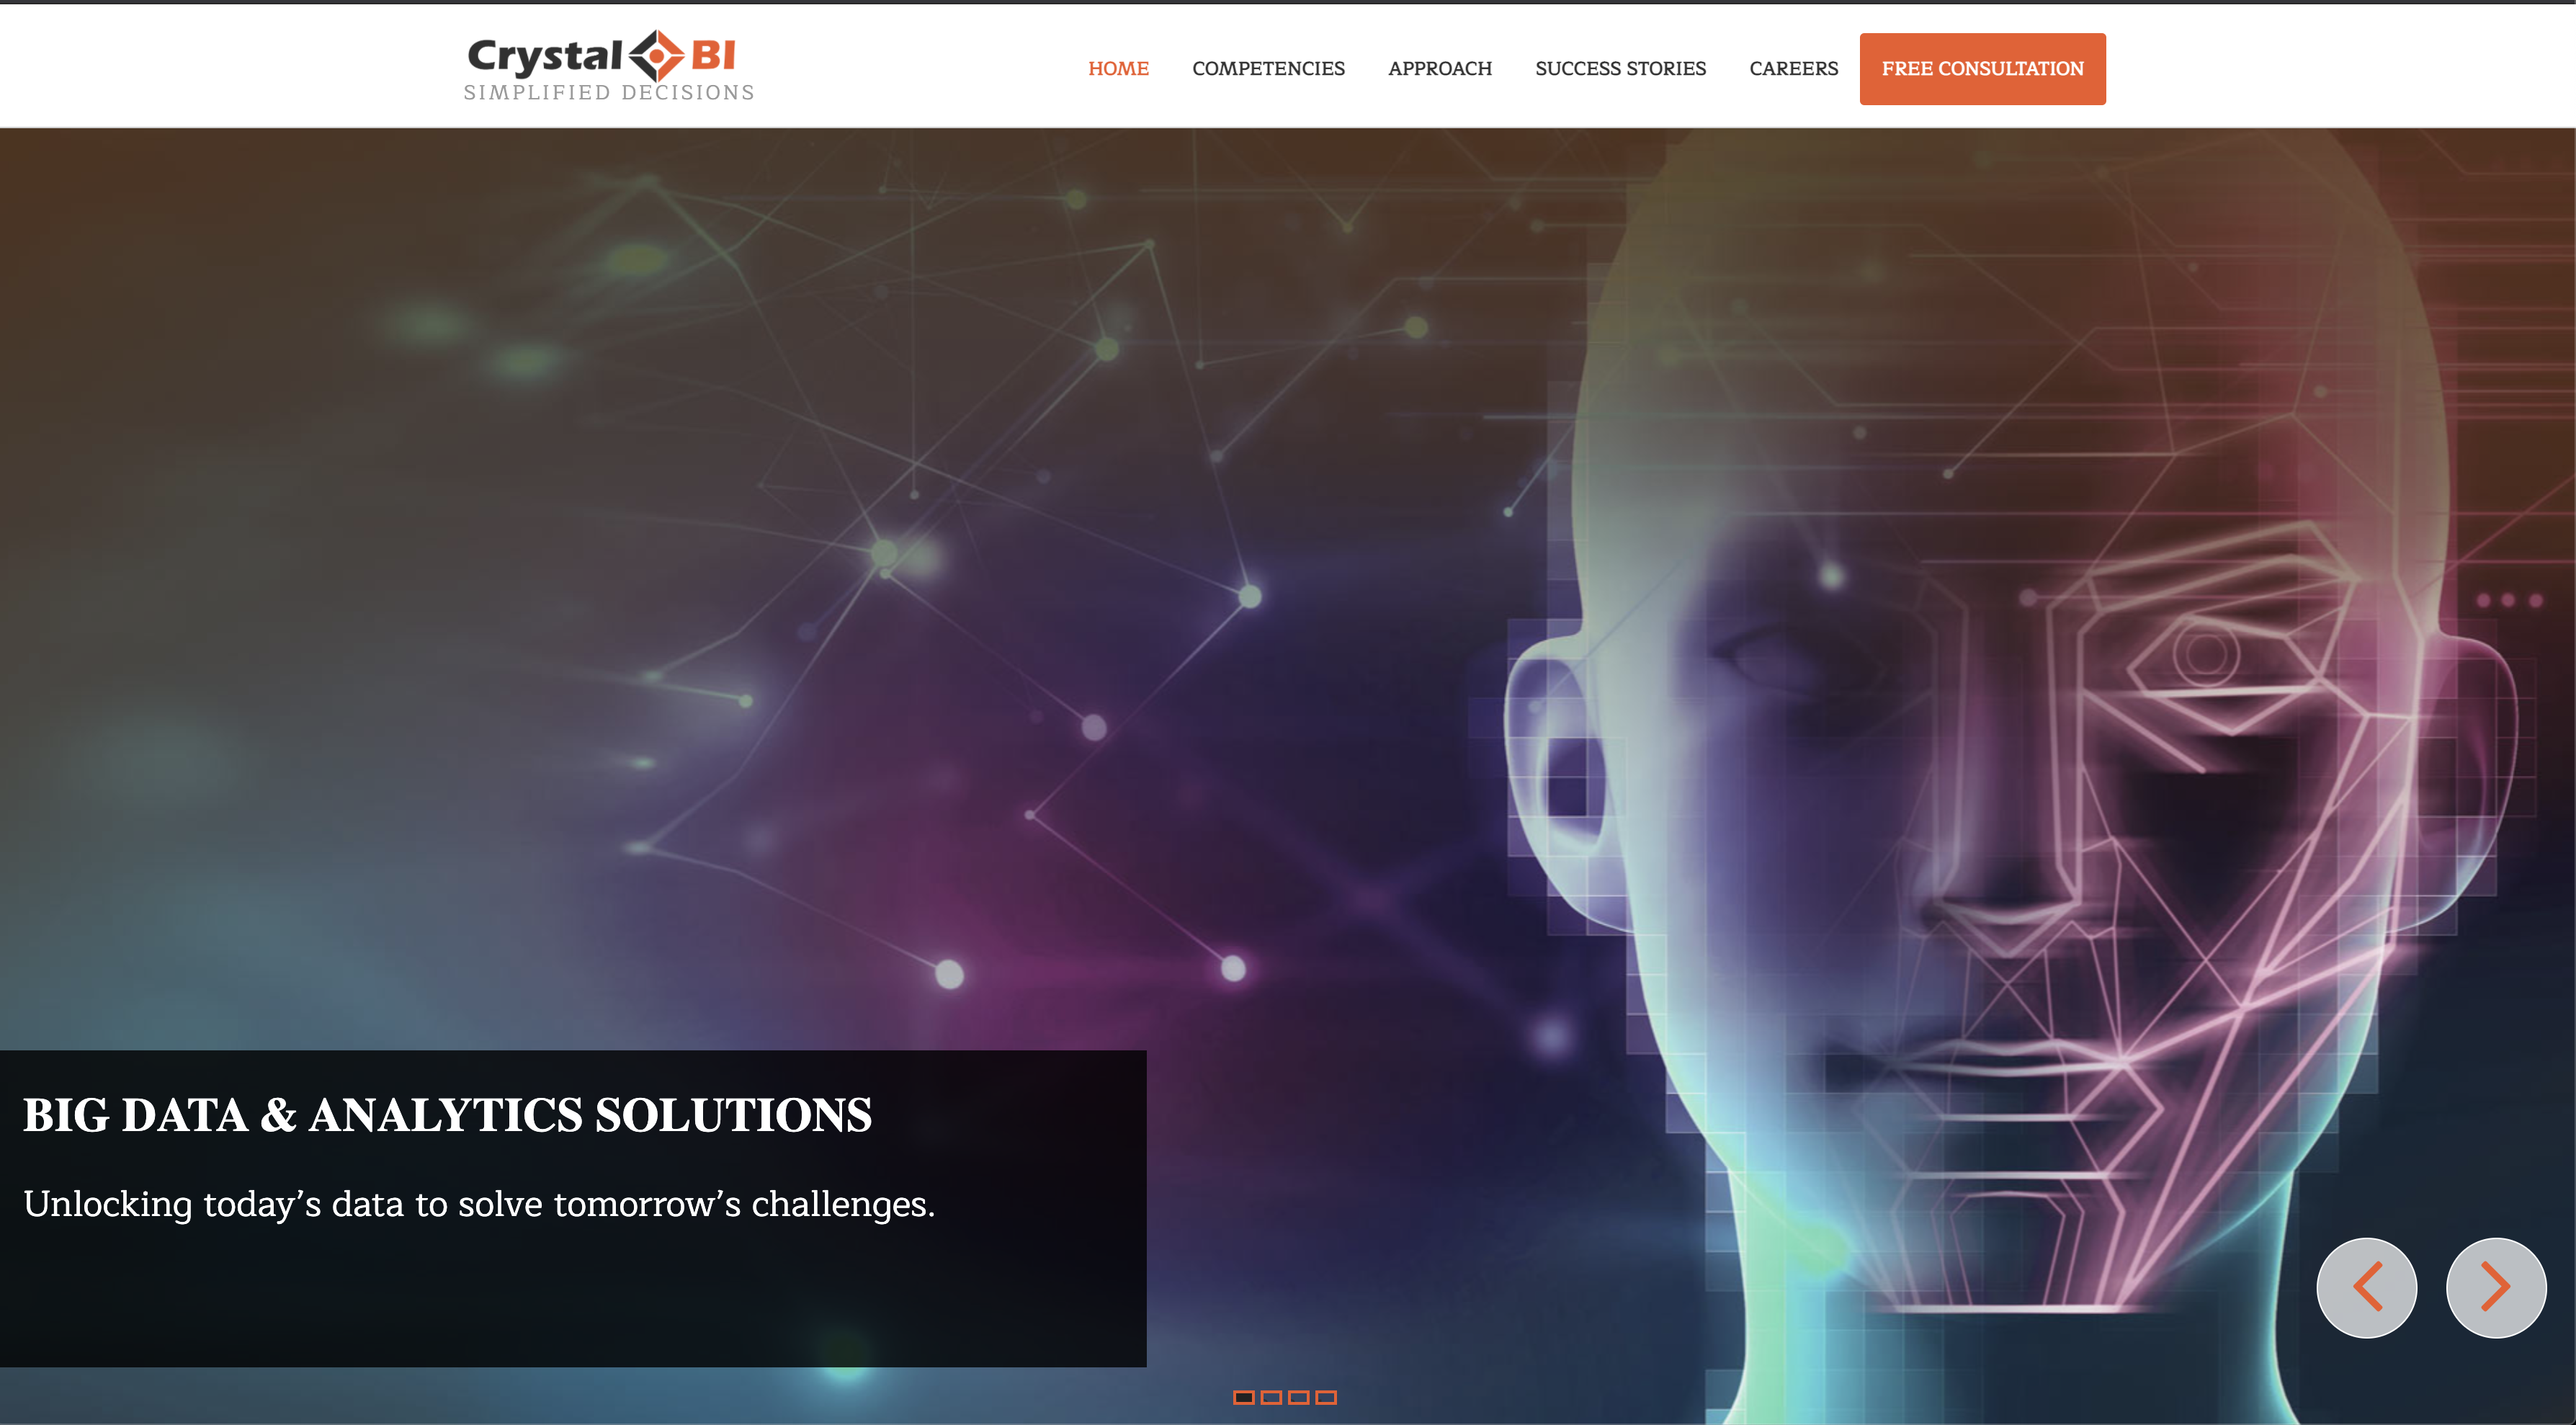 Crystal BI
SIMPLIFIED DECISIONS
HOME COMPETENCIES APPROACH SUCCESS STORIES CAREERS FREE CONSULTATION
BIG DATA & ANALYTICS SOLUTIONS
Unlocking today’s data to solve tomorrow’s challenges.